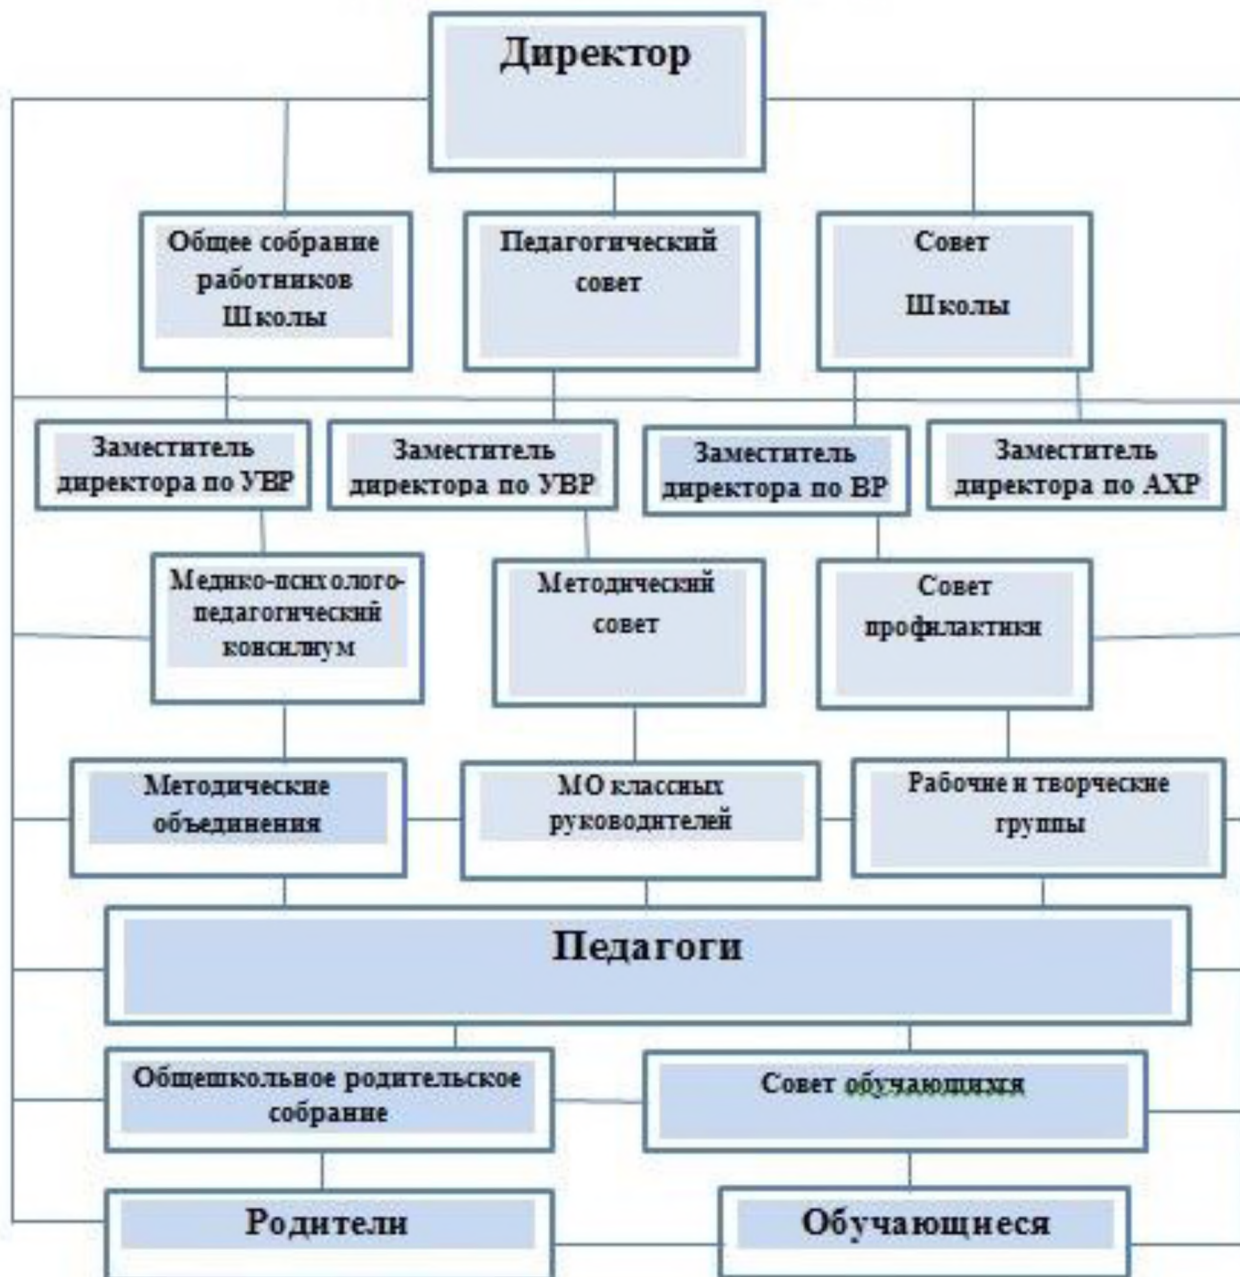 Директор
Общее собрание
работников
Школы
Педагогический
совет
Совет
Школы
Заместитель
директора по УВР
Заместитель
директора по УВР
Заместитель
директора по ВР
Заместитель
директора по АХР
Медико-психолого-
педагогический
консилиум
Методический
совет
Совет
профилактики
Методические
объединения
МО классных
руководителей
Рабочие и творческие
группы
Педагоги
Общешкольное родительское
собрание
Совет обучающихся
Родители
Обучающиеся